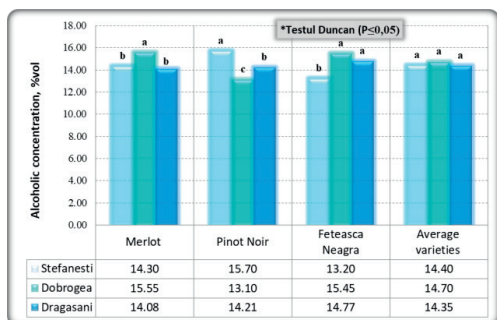 *Testul Duncan (P≤0,05)
Alcoholic concentration, %vol
18.00
16.00
14.00
12.00
10.00
8.00
6.00
4.00
2.00
0.00
b a b
a c b
b a a
a a a
Merlot Pinot Noir Feteasca Neagra Average varieties
Stefanesti 14.30 15.70 13.20 14.40
Dobrogea 15.55 13.10 15.45 14.70
Dragasani 14.08 14.21 14.77 14.35